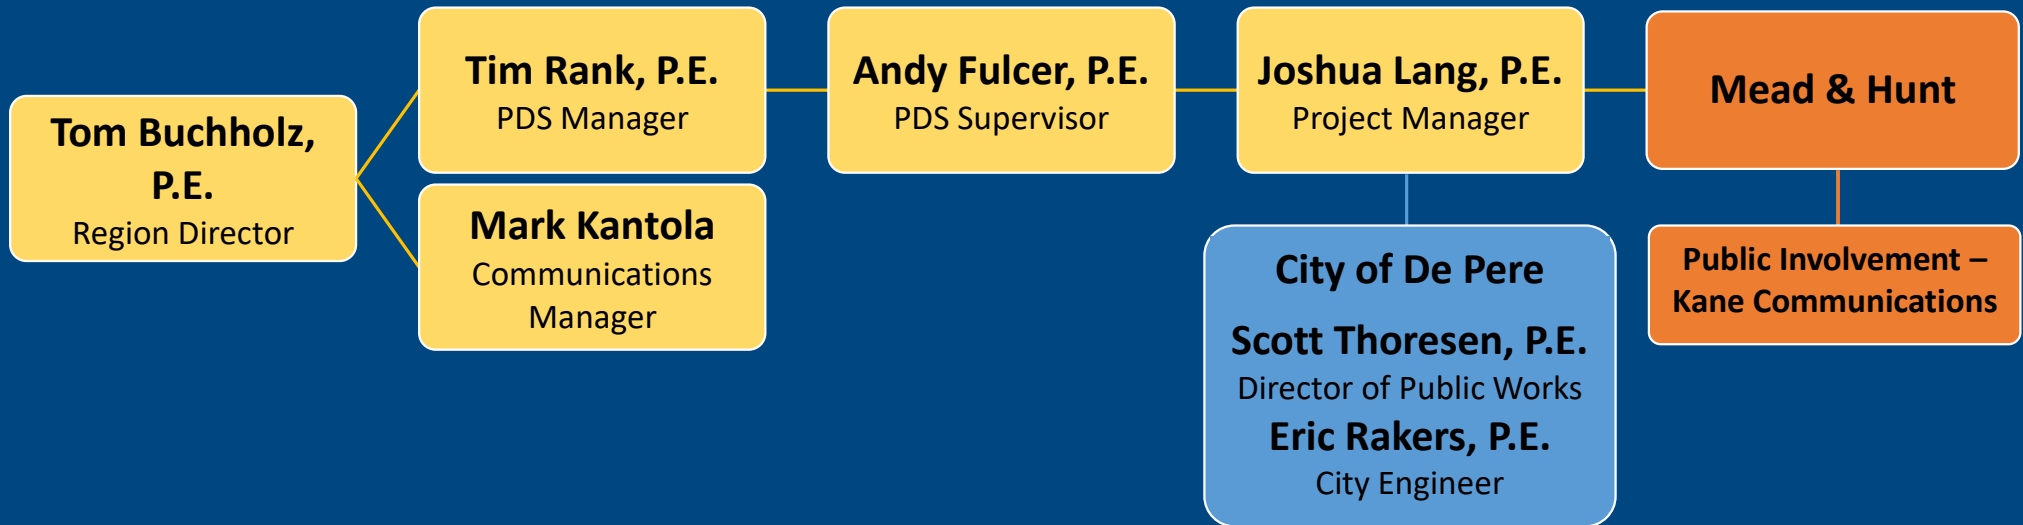 Tom Buchholz,
P.E.
Region Director
Tim Rank, P.E.
PDS Manager
Mark Kantola
Communications
Manager
Andy Fulcer, P.E.
PDS Supervisor
Joshua Lang, P.E.
Project Manager
City of De Pere
Scott Thoresen, P.E.
Director of Public Works
Eric Rakers, P.E.
City Engineer
Mead & Hunt
Public Involvement –
Kane Communications